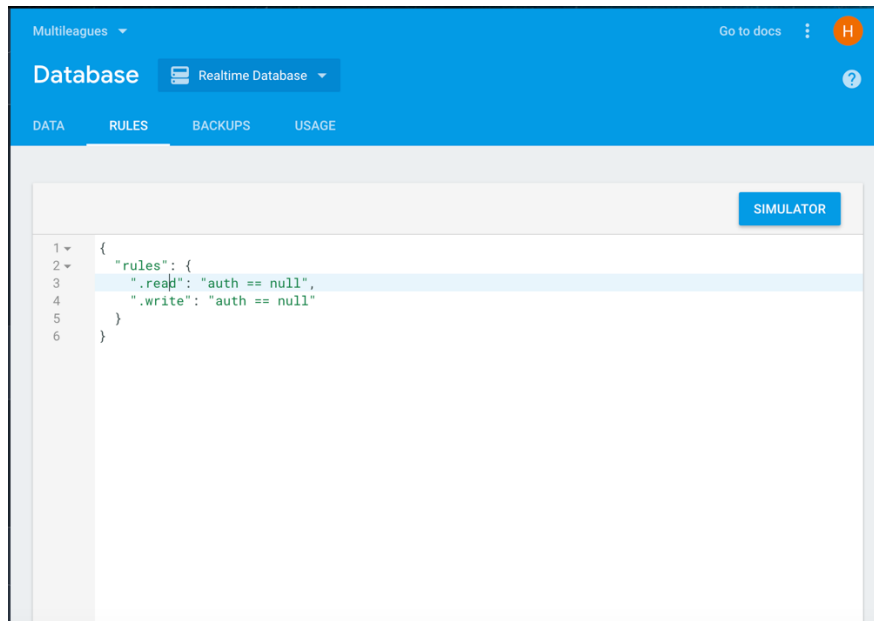 Multileagues
Go to docs
H
Database
Realtime Database
?
DATA
RULES
BACKUPS
USAGE
SIMULATOR
1 {
2 "rules": {
3 ".read": "auth == null",
4 ".write": "auth == null"
5 }
6 }